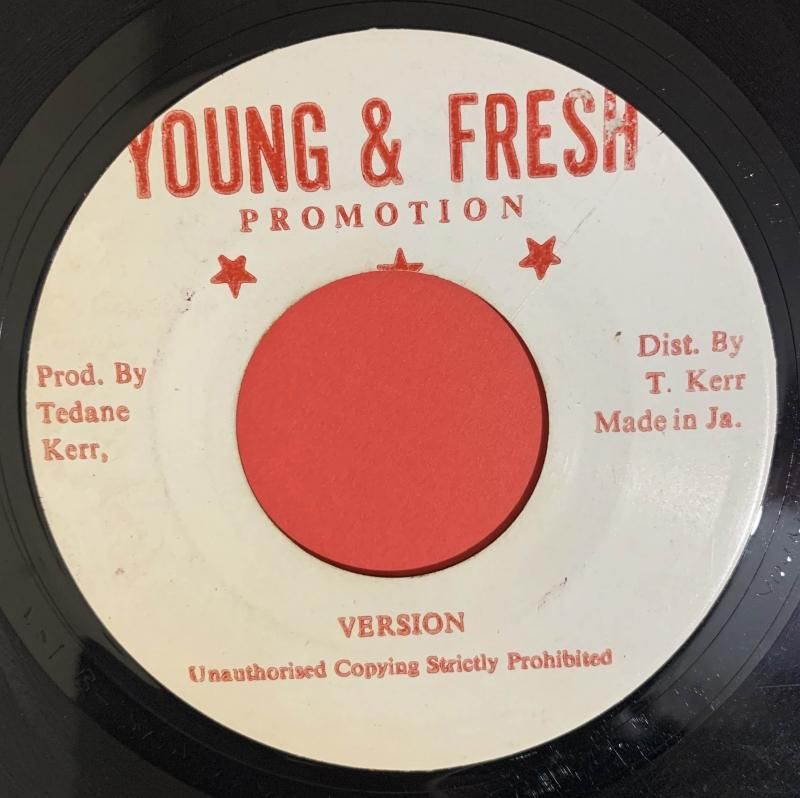 YOUNG & FRESH
PROMOTION
Prod. By
Tedane
Kerr,
Dist. By
T. Kerr
Made in Ja.
VERSION
Unauthorised Copying Strictly Prohibited